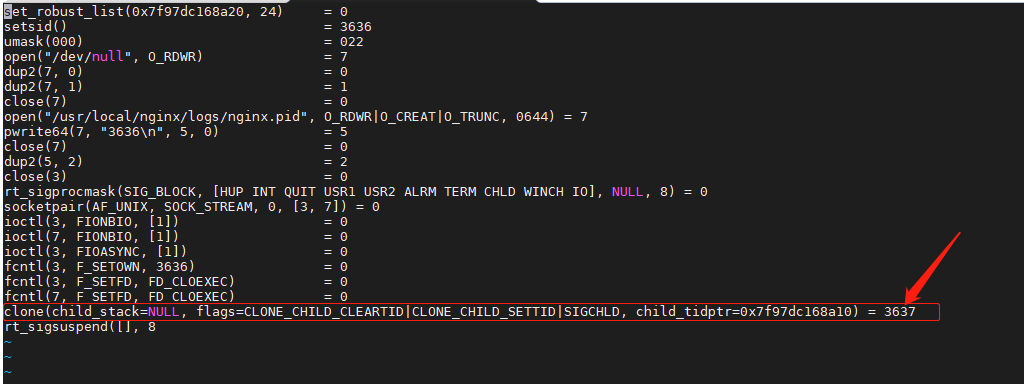 set_robust_list(0x7f97dc168a20, 24)     = 0
setsid()                                = 3636
umask(000)                              = 022
open("/dev/null", O_RDWR)               = 7
dup2(7, 0)                              = 0
dup2(7, 1)                              = 1
close(7)                                = 0
open("/usr/local/nginx/logs/nginx.pid", O_RDWR|O_CREAT|O_TRUNC, 0644) = 7
pwrite64(7, "3636\n", 5, 0)             = 5
close(7)                                = 0
dup2(5, 2)                              = 2
close(3)                                = 0
rt_sigprocmask(SIG_BLOCK, [HUP INT QUIT USR1 USR2 ALRM TERM CHLD WINCH IO], NULL, 8) = 0
socketpair(AF_UNIX, SOCK_STREAM, 0, [3, 7]) = 0
ioctl(3, FIONBIO, [1])                  = 0
ioctl(7, FIONBIO, [1])                  = 0
ioctl(3, FIOASYNC, [1])                 = 0
fcntl(3, F_SETOWN, 3636)                = 0
fcntl(3, F_SETFD, FD_CLOEXEC)           = 0
fcntl(7, F_SETFD, FD_CLOEXEC)           = 0
clone(child_stack=NULL, flags=CLONE_CHILD_CLEARTID|CLONE_CHILD_SETTID|SIGCHLD, child_tidptr=0x7f97dc168a10) = 3637
rt_sigsuspend([], 8
~
~
~